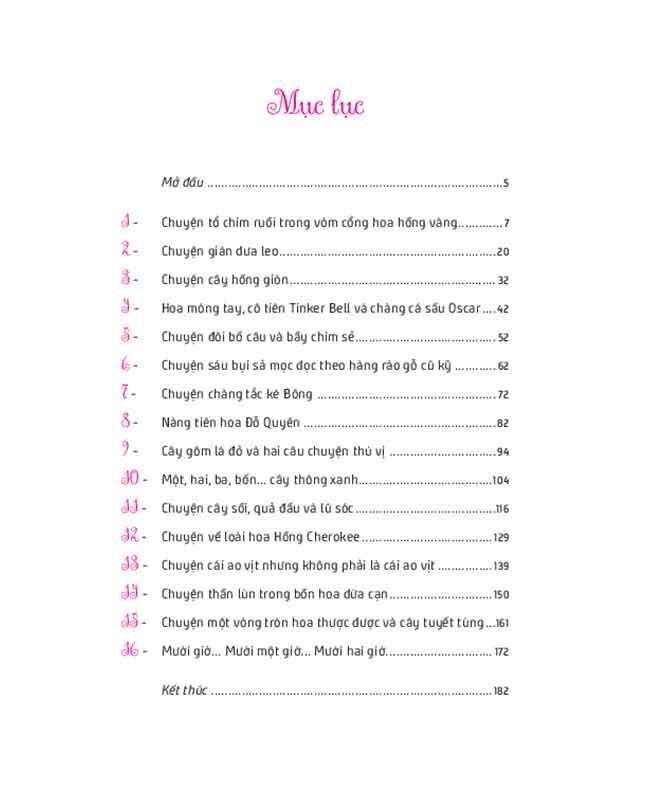 Mục lục
Mở đầu ........................................................................................5
1 - Chuyện tổ chim ruồi trong vòm cổng hoa hồng vàng.............7
2 - Chuyện giàn dưa leo................................................................20
3 - Chuyện cây hồng giòn............................................................. 32
4 - Hoa móng tay, cô tiên Tinker Bell và chàng cá sấu Oscar ....42
5 - Chuyện đôi bồ câu và bầy chim sẻ......................................... 52
6 - Chuyện sáu bụi sả mọc dọc theo hàng rào gỗ cũ kỹ ............62
7 - Chuyện chàng tắc kè Bông .....................................................72
8 - Nàng tiên hoa Đỗ Quyên .........................................................82
9 - Cây gôm lá đỏ và hai câu chuyện thú vị ...............................94
10 - Một, hai, ba, bốn... cây thông xanh.......................................104
11 - Chuyện cây sồi, quả đầu và lũ sóc.........................................116
12 - Chuyện về loài hoa Hồng Cherokee...................................... 129
13 - Chuyện cái ao vịt nhưng không phải là cái ao vịt ................ 139
14 - Chuyện thần lùn trong bồn hoa dừa cạn.............................. 150
15 - Chuyện một vòng tròn hoa thược dược và cây tuyết tùng ...161
16 - Mười giờ... Mười một giờ... Mười hai giờ............................... 172
Kết thúc ....................................................................................182